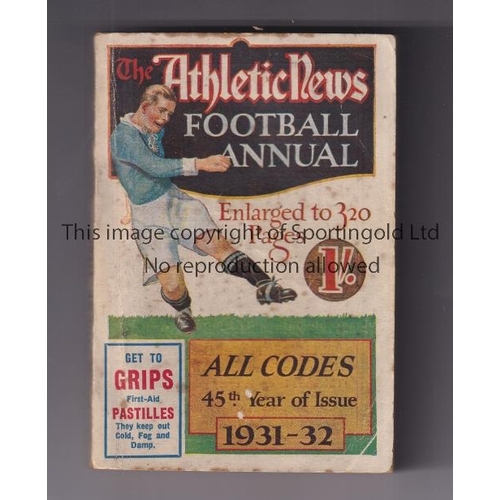 The Athletic News
FOOTBALL
ANNUAL
Enlarged to 320
Pages
1/-
This image copyright of Sportingold Ltd
No reproduction allowed
GET TO
GRIPS
First-Aid
PASTILLES
They keep out
Cold, Fog and
Damp.
ALL CODES
45th Year of Issue
1931-32